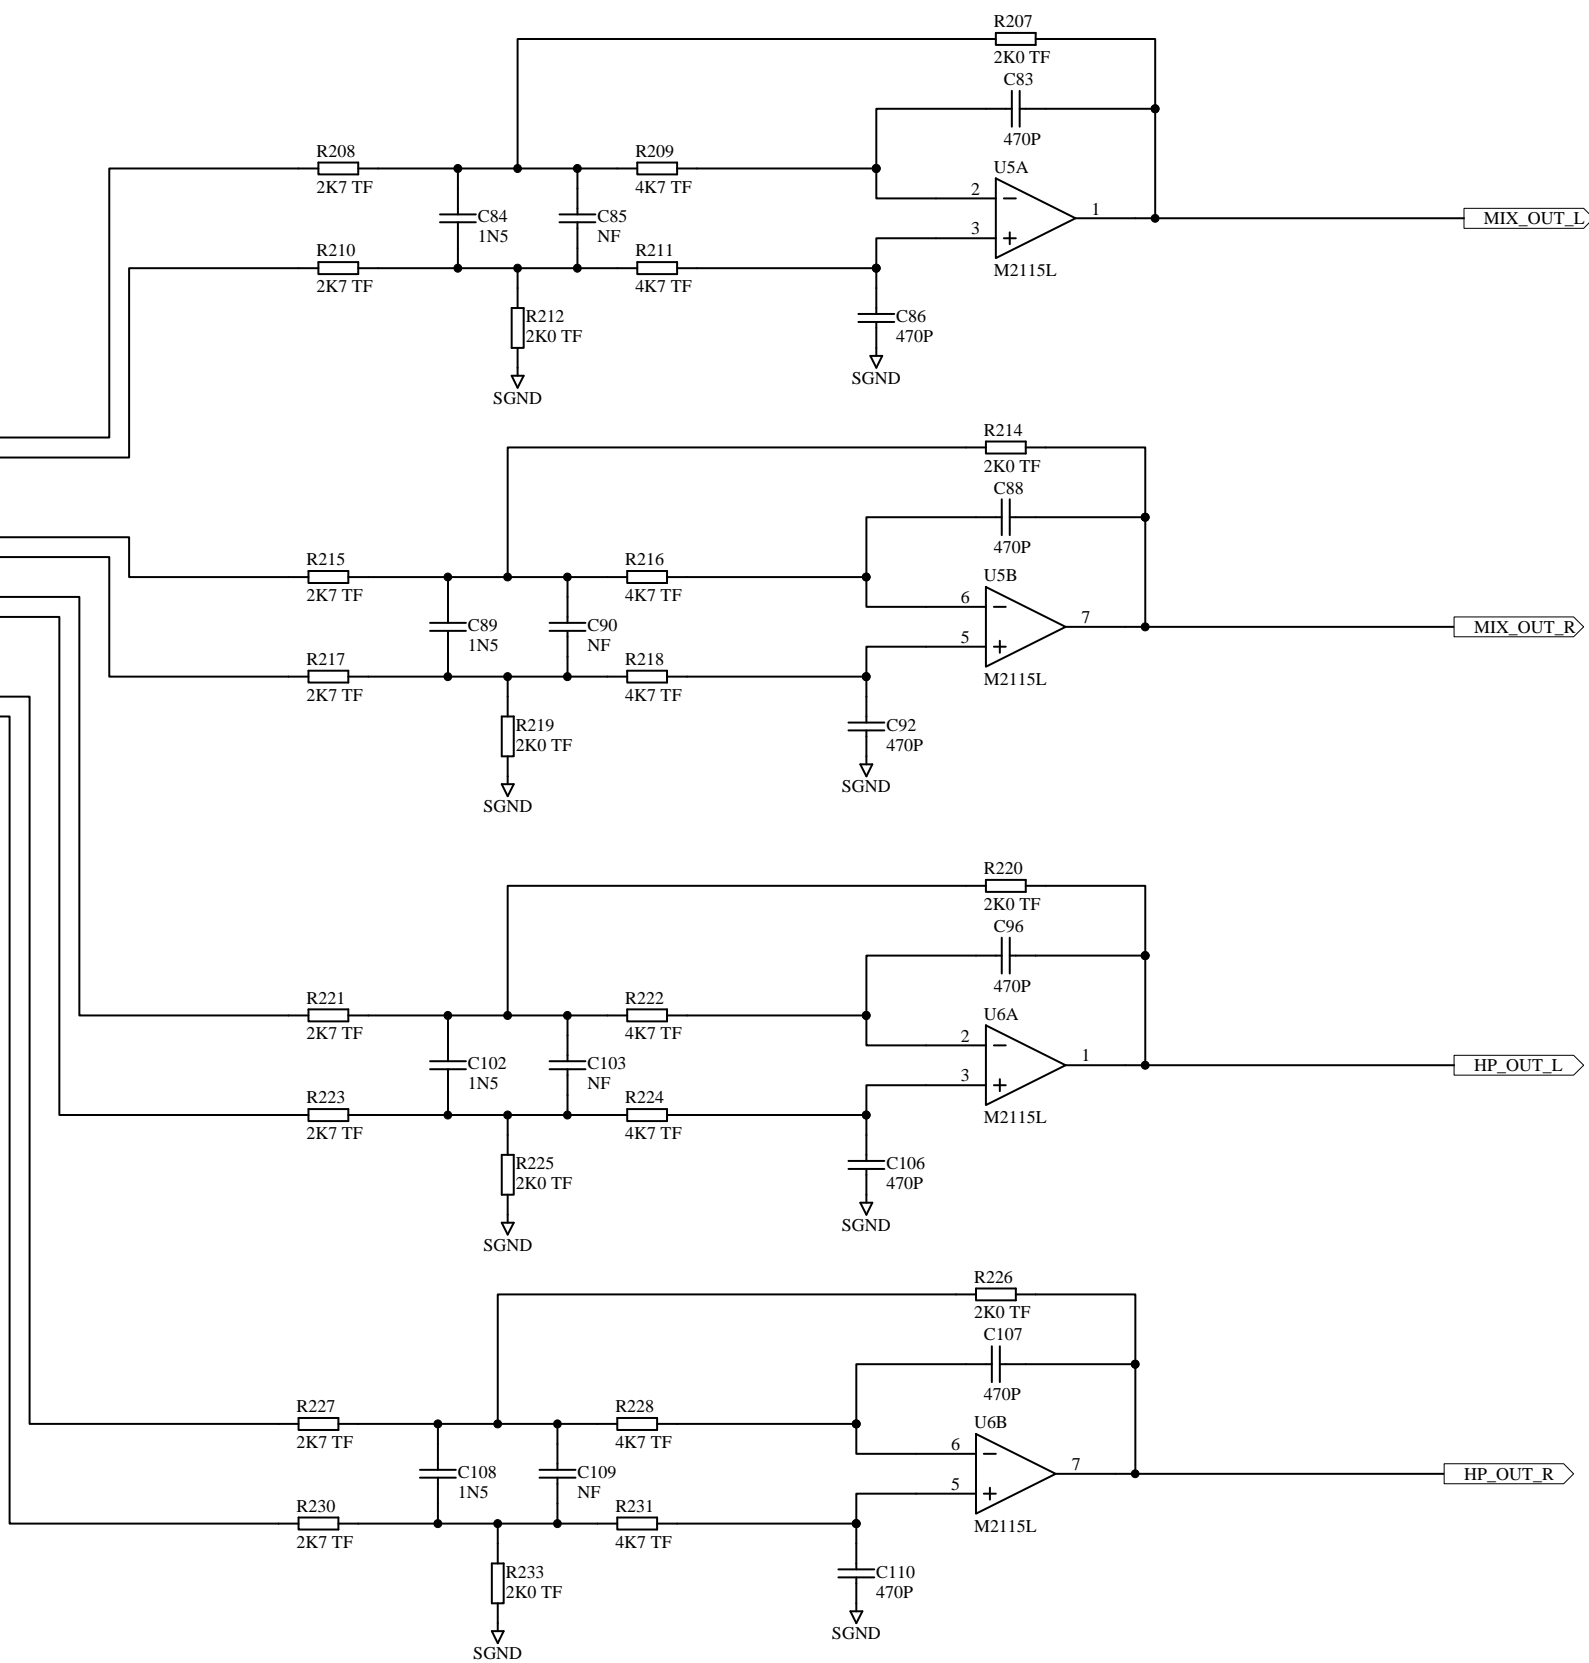 R207
2K0 TF
C83
470P
R208
2K7 TF
R209
4K7 TF
U5A
2
1
3
M2115L
MIX_OUT_L
C84
1N5
C85
NF
R210
2K7 TF
R211
4K7 TF
R212
2K0 TF
SGND
C86
470P
SGND
R214
2K0 TF
C88
470P
R215
2K7 TF
R216
4K7 TF
U5B
6
7
5
M2115L
MIX_OUT_R
C89
1N5
C90
NF
R217
2K7 TF
R218
4K7 TF
R219
2K0 TF
SGND
C92
470P
SGND
R220
2K0 TF
C96
470P
R221
2K7 TF
R222
4K7 TF
U6A
2
1
3
M2115L
HP_OUT_L
C102
1N5
C103
NF
R223
2K7 TF
R224
4K7 TF
R225
2K0 TF
SGND
C106
470P
SGND
R226
2K0 TF
C107
470P
R227
2K7 TF
R228
4K7 TF
U6B
6
7
5
M2115L
HP_OUT_R
C108
1N5
C109
NF
R230
2K7 TF
R231
4K7 TF
R233
2K0 TF
SGND
C110
470P
SGND